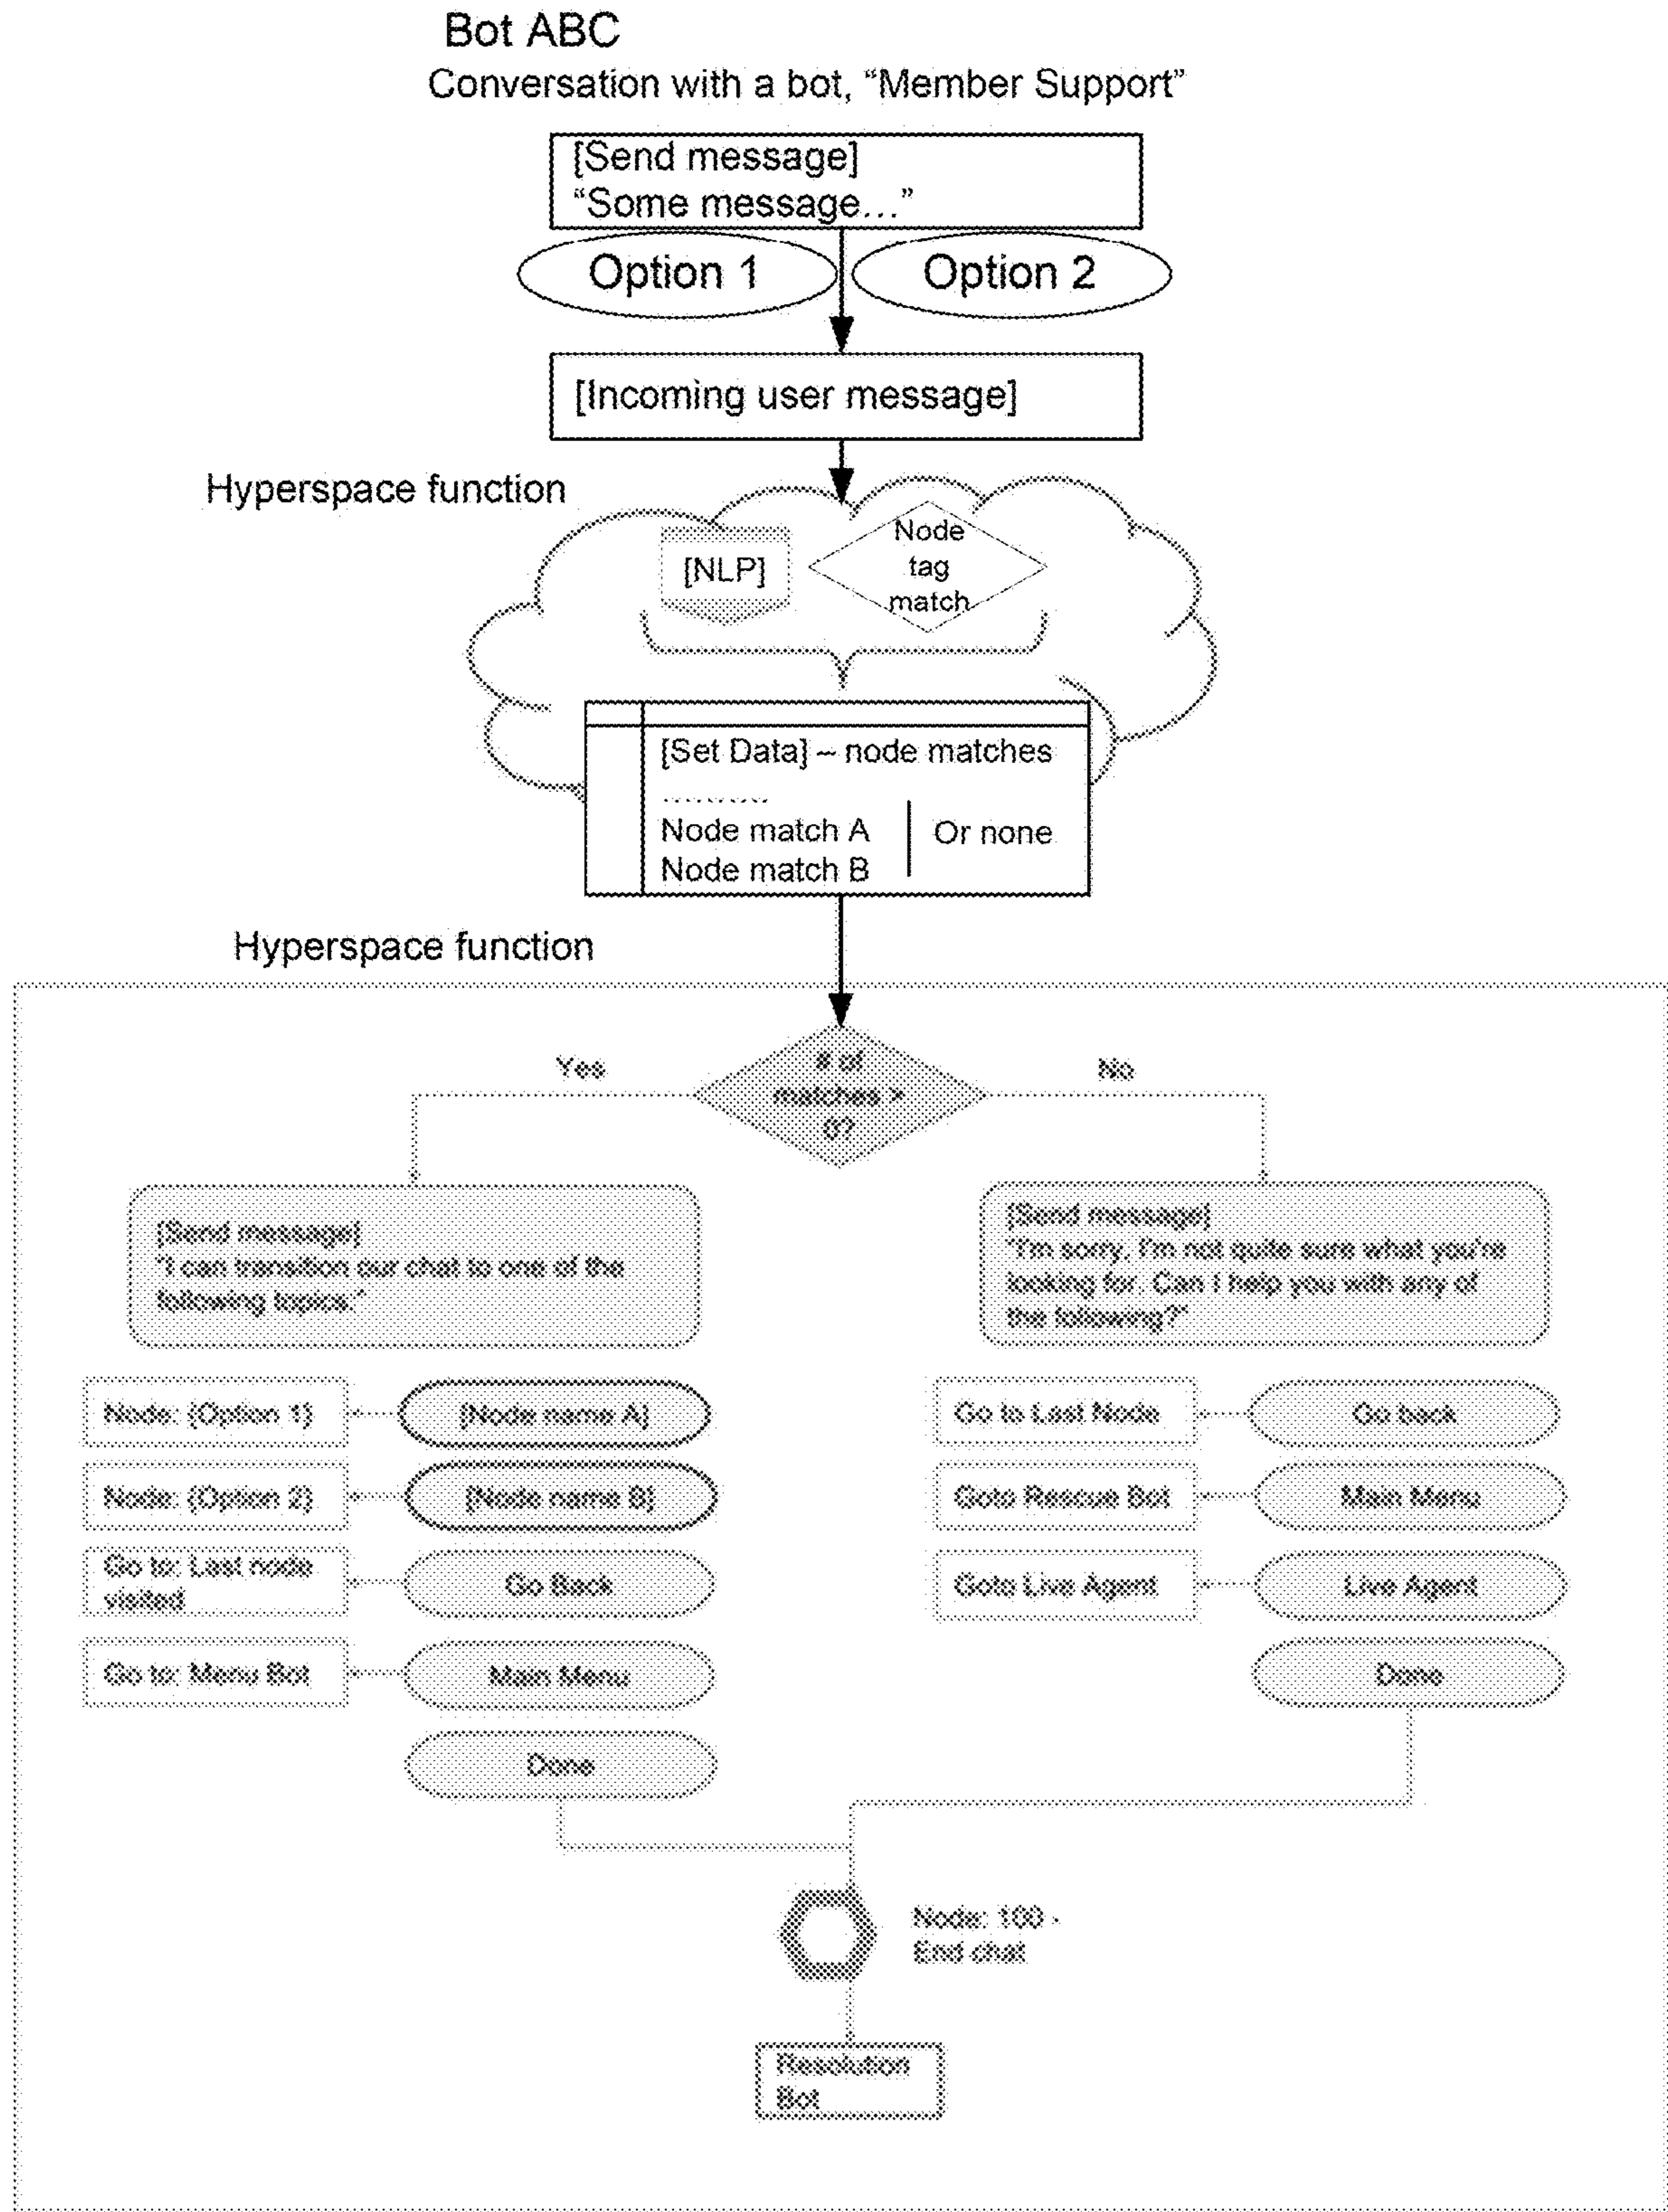 Bot ABC
Conversation with a bot, “Member Support”
[Send message]
“Some message...”
Option 1
Option 2
[Incoming user message]
Hyperspace function
[NLP]
Node
tag
match
[Set Data] – node matches
Node match A
Or none
Node match B
Hyperspace function
# of
matches >
0?
Yes
No
[Send message]
“I can transition our chat to one of the
following topics.”
[Send message]
“I'm sorry, I'm not quite sure what you're
looking for. Can I help you with any of
the following?”
Node: {Option 1}
[Node name A]
Node: {Option 2}
[Node name B]
Go to: Last node
visited
Go Back
Go to: Menu Bot
Main Menu
Done
Go to Last Node
Go back
Goto Rescue Bot
Main Menu
Goto Live Agent
Live Agent
Done
Node: 100 -
End chat
Resolution
Bot